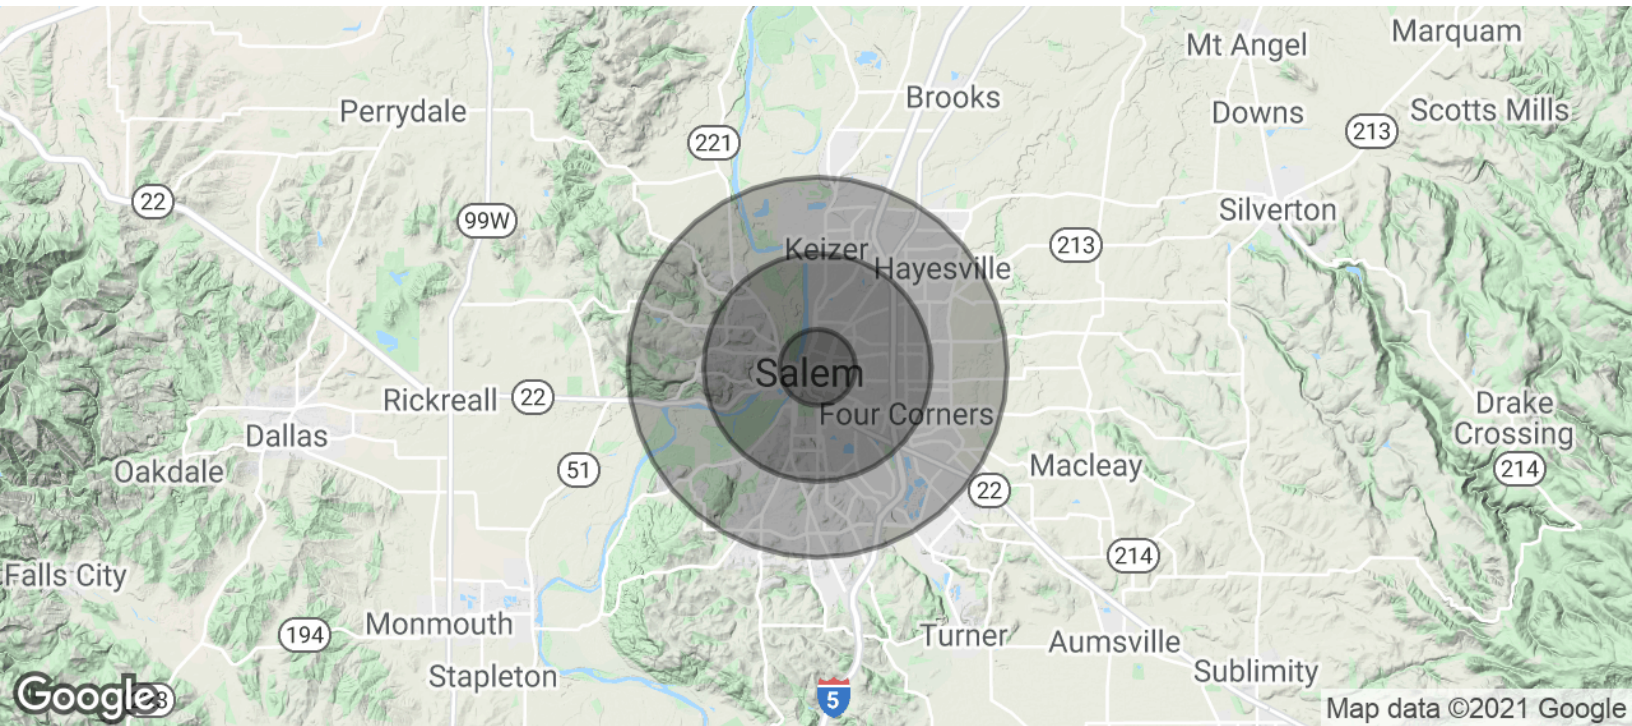 Mt Angel
Marquam
Perrydale
Brooks
Downs
Scotts Mills
213
221
22
99W
Silverton
213
Keizer
Hayesville
Salem
Rickreall
22
Four Corners
Drake
Crossing
214
Dallas
Oakdale
51
Macleay
22
214
Falls City
Monmouth
194
Turner
Aumsville
Sublimity
Stapleton
5
Google
Map data ©2021 Google